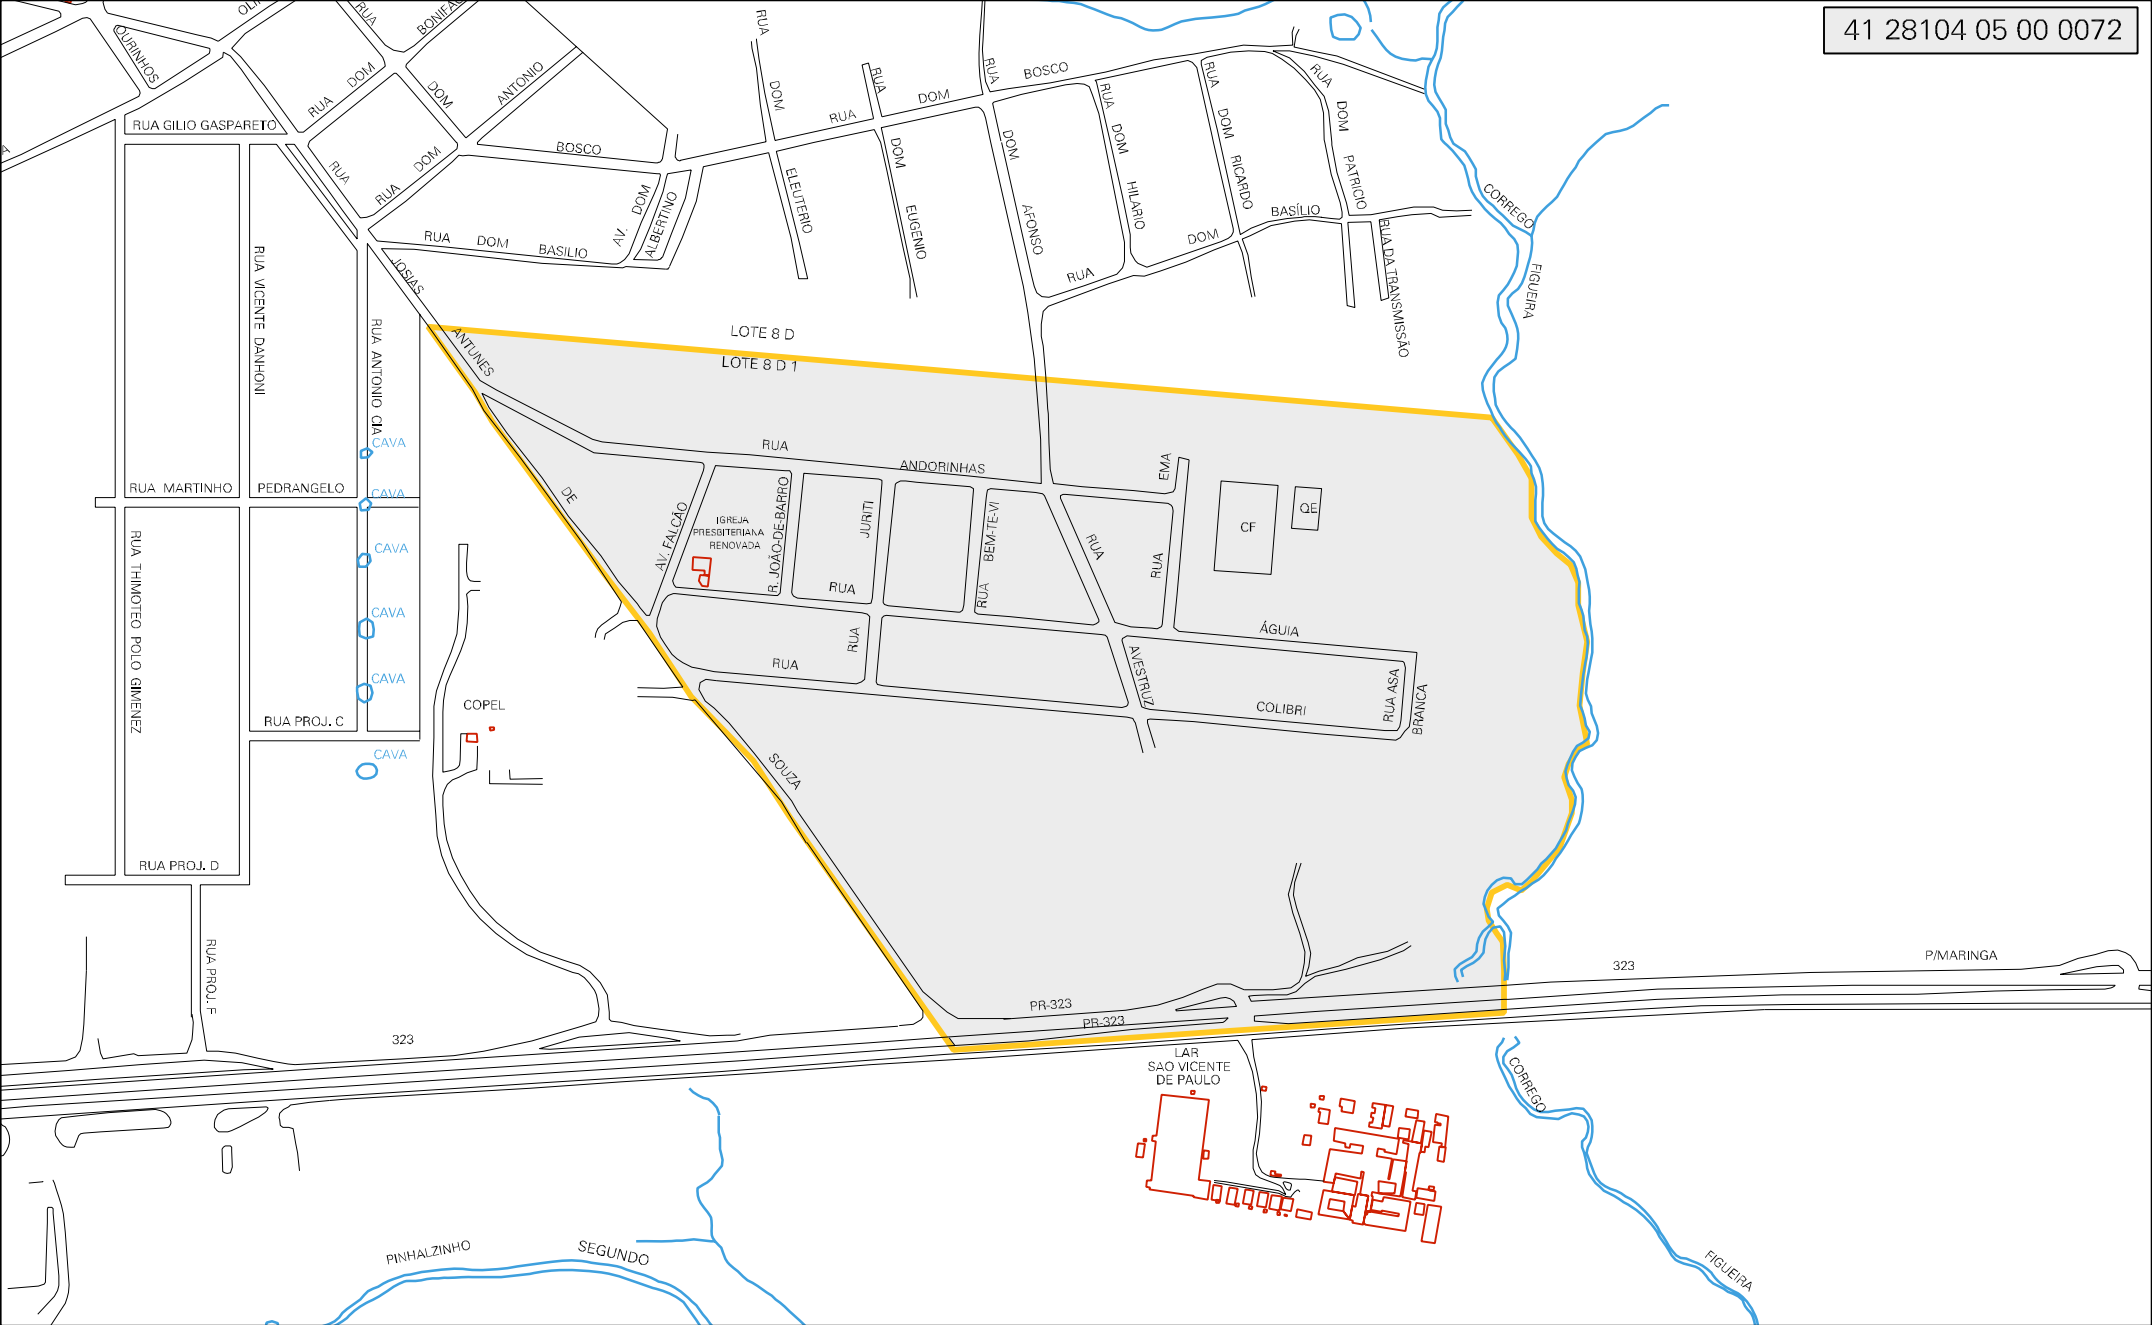 41 28104 05 00 0072
OURINHOS
RUA
BONIFAC
RUA
DOM
DOM
ANTONIO
RUA GILIO GASPARETO
RUA
RUA
DOM
BOSCO
RUA
DOM
ELEUTERIO
RUA
DOM
EUGENIO
RUA
DOM
BOSCO
RUA
DOM
AFONSO
RUA
DOM
HILARIO
RUA
DOM
RICARDO
RUA
DOM
PATRICIO
RUA
DOM
BASÍLIO
RUA DA TRANSMISSÃO
CORREGO
FIGUEIRA
AV.
DOM
ALBERTINO
RUA
DOM
BASILIO
JOSIAS
ANTUNES
DE
SOUZA
RUA VICENTE DANHONI
RUA ANTONIO CIA
LOTE 8 D
LOTE 8 D 1
CAVA
CAVA
CAVA
CAVA
CAVA
CAVA
RUA MARTINHO
PEDRANGELO
RUA THIMOTEO POLO GIMENEZ
RUA PROJ. C
RUA PROJ. D
RUA PROJ. F
COPEL
RUA
ANDORINHAS
AV. FALCÃO
IGREJA
PRESBITERIANA
RENOVADA
R. JOÃO-DE-BARRO
JURITI
RUA
BEM-TE-VI
RUA
RUA
AVESTRUZ
EMA
RUA
CF
QE
RUA
ÁGUIA
RUA
COLIBRI
RUA ASA
BRANCA
323
PR-323
PR-323
323
P/MARINGA
LAR
SAO VICENTE
DE PAULO
CORREGO
FIGUEIRA
PINHALZINHO
SEGUNDO